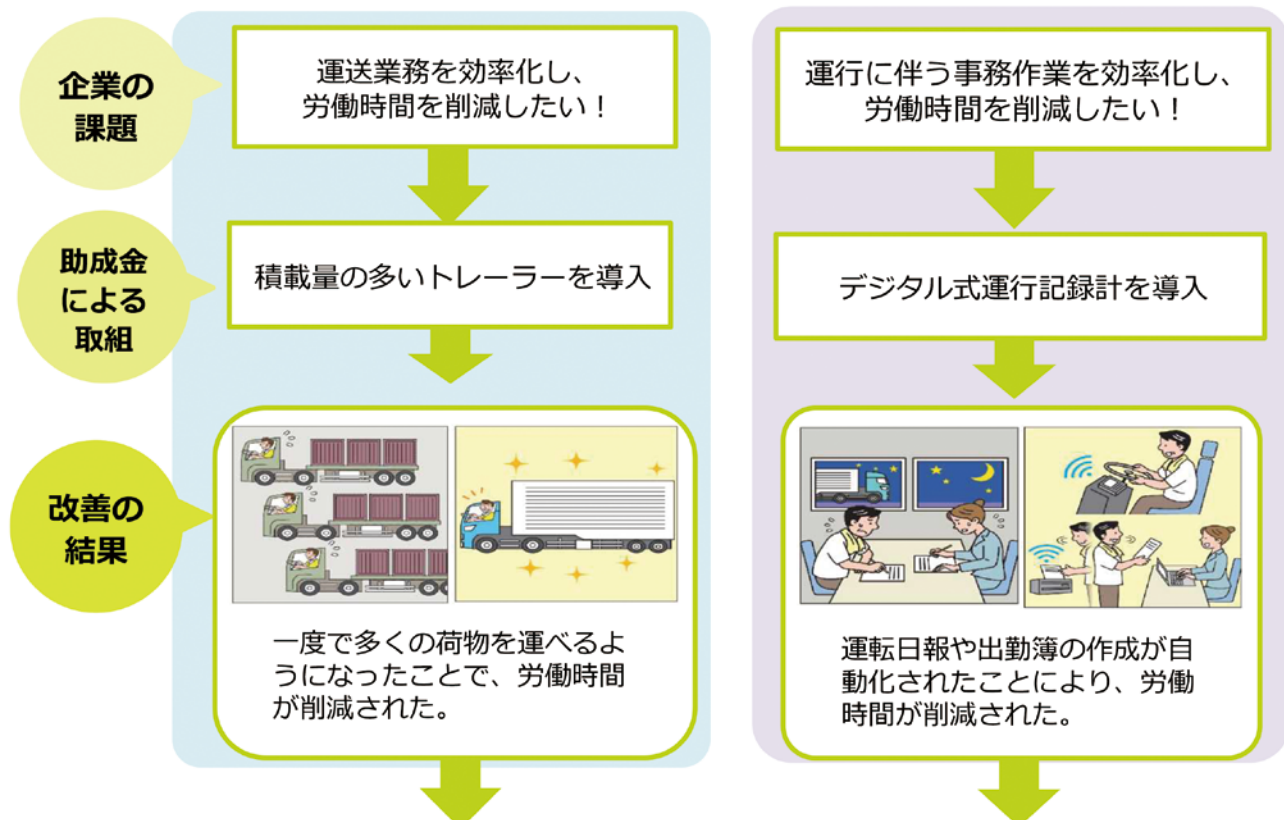 企業の
課題
運送業務を効率化し、
労働時間を削減したい！
運行に伴う事務作業を効率化し、
労働時間を削減したい！
助成金
による
取組
積載量の多いトレーラーを導入
デジタル式運行記録計を導入
改善の
結果
一度で多くの荷物を運べるよ
うになったことで、労働時間
が削減された。
運転日報や出勤簿の作成が自
動化されたことにより、労働
時間が削減された。